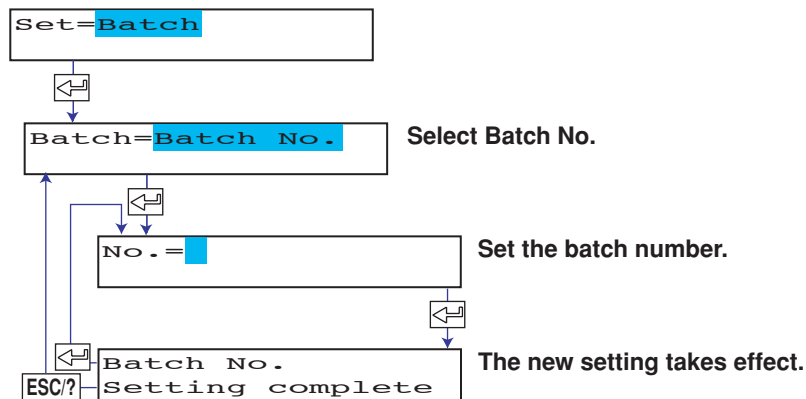 Set=Batch
Batch=Batch No.
Select Batch No.
No.=
Set the batch number.
Batch No.
The new setting takes effect.
ESC/?
Setting complete